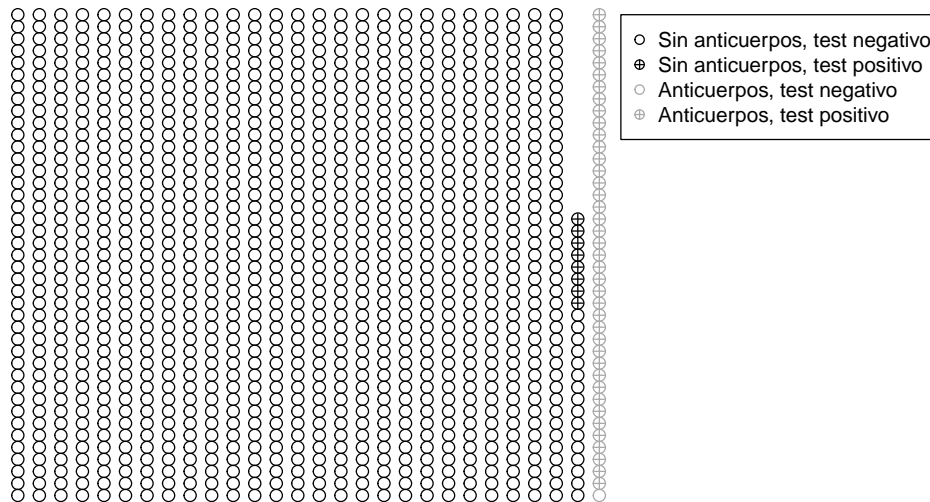 Sin anticuerpos, test negativo
Sin anticuerpos, test positivo
Anticuerpos, test negativo
Anticuerpos, test positivo